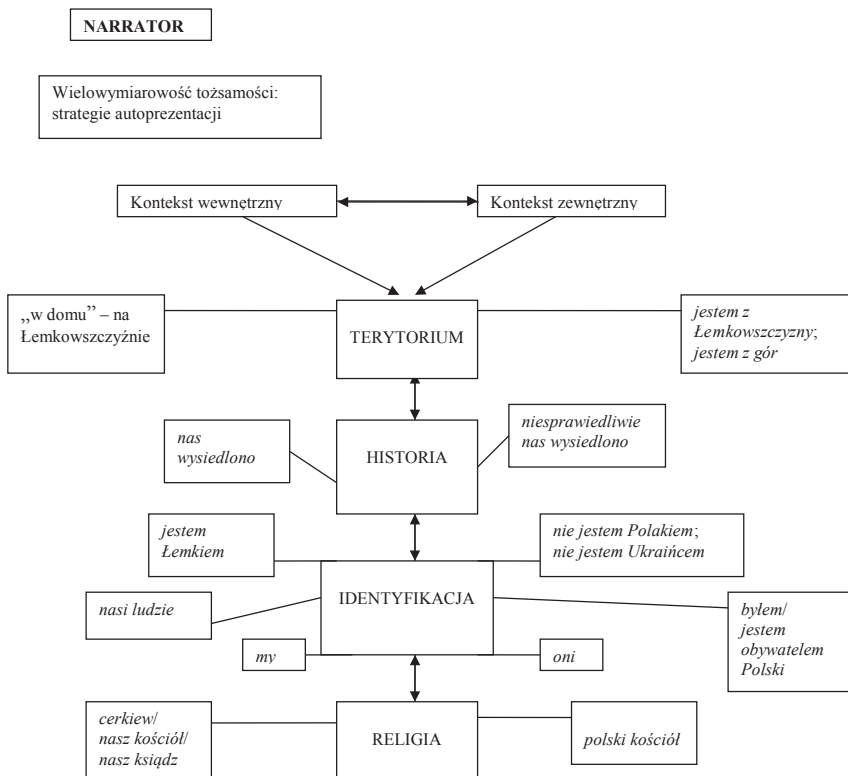 NARRATOR
Wielowymiarowość tożsamości:
strategie autoprezentacji
Kontekst wewnętrzny
Kontekst zewnętrzny
,,w domu” – na
Łemkowszczyźnie
TERYTORIUM
jestem z
Łemkowszczyzny;
jestem z gór
nas
wysiedlono
HISTORIA
niesprawiedliwie
nas wysiedlono
jestem
Łemkiem
nie jestem Polakiem;
nie jestem Ukraińcem
nasi ludzie
IDENTYFIKACJA
byłem/
jestem
obywatelem
Polski
my
oni
cerkiew/
nasz kościół/
nasz ksiądz
RELIGIA
polski kościół